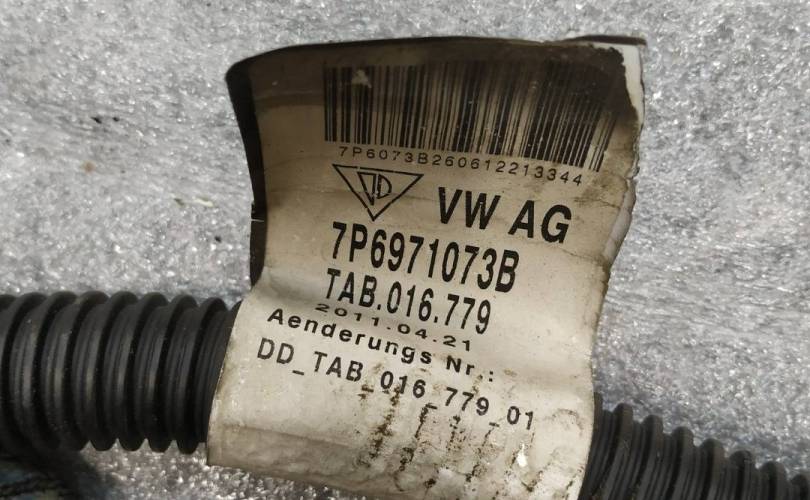 7P6073B260612213344
VW AG
7P6971073B
TAB.016.779
2011.04.21
Aenderungs Nr.:
DD_TAB_016_779_01